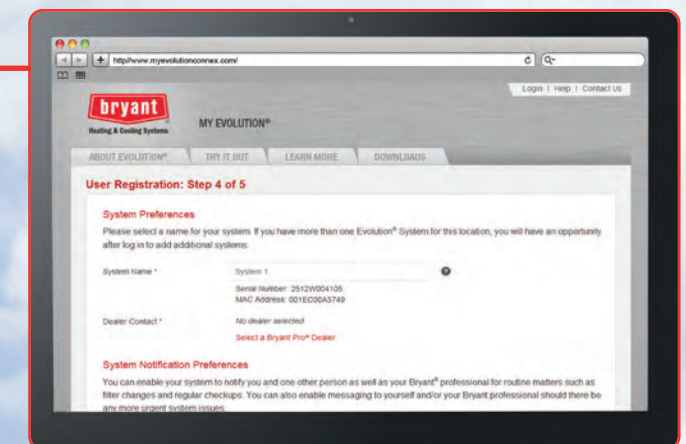 http//www.myevolutionconnex.com/
Login | Help | Contact Us
bryant
Heating & Cooling Systems
MY EVOLUTION®
ABOUT EVOLUTION® TRY IT OUT LEARN MORE DOWNLOADS
User Registration: Step 4 of 5
System Preferences
Please select a name for your system. If you have more than one Evolution® System for this location, you will have an opportunity
after log in to add additional systems.
System Name * System 1
Serial Number: 2512W004105
MAC Address: 001EC00A5749
Dealer Contact * No dealer selected
Select a Bryant Pro® Dealer
System Notification Preferences
You can enable your system to notify you and one other person as well as your Bryant® professional for routine matters such as
filter changes and regular checkups. You can also enable messaging to yourself and/or your Bryant professional should there be
any more urgent system issues.